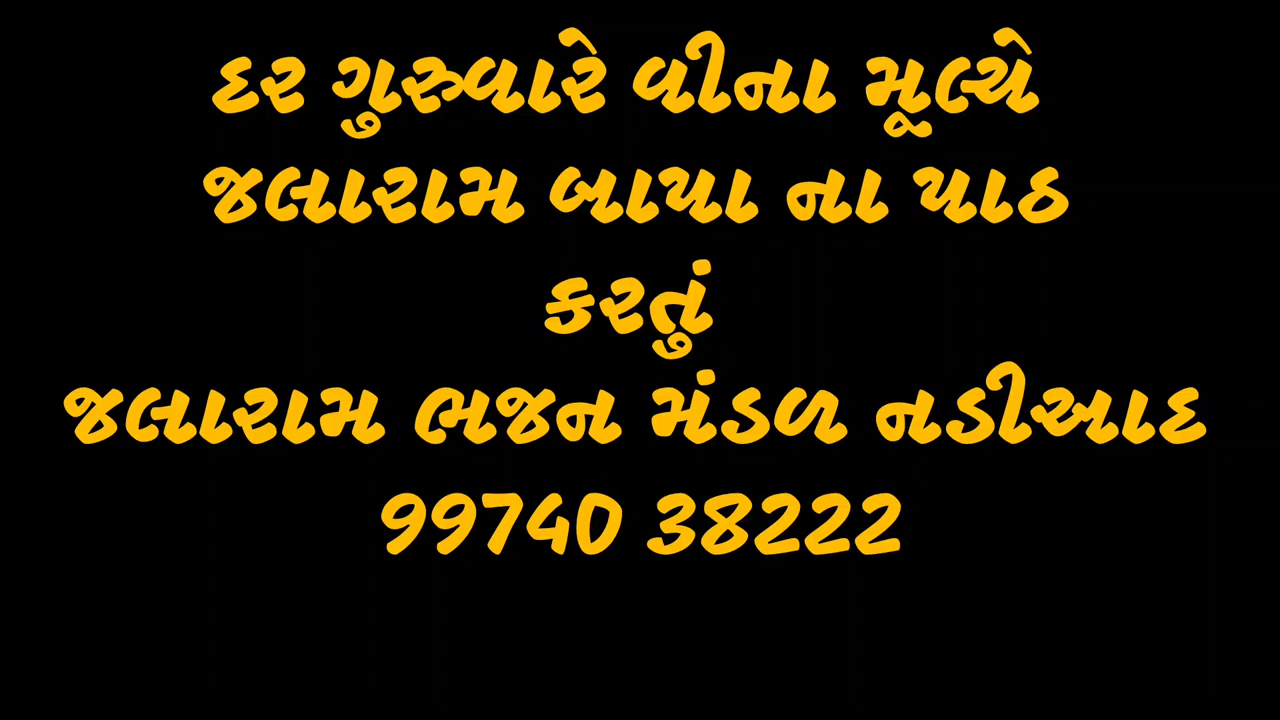 દર ગુરુવારે વીના મૂલ્યે
જલારામ બાપા ના પાઠ
કરતું
જલારામ ભજન મંડળ નડીઆદ
99740 38222